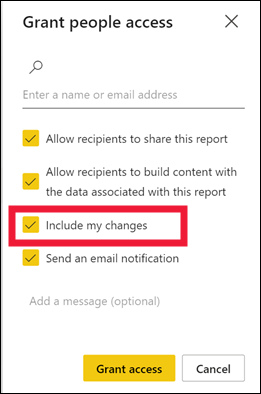 Grant people access
Enter a name or email address
Allow recipients to share this report
Allow recipients to build content with
the data associated with this report
Include my changes
Send an email notification
Add a message (optional)
Grant access
Cancel